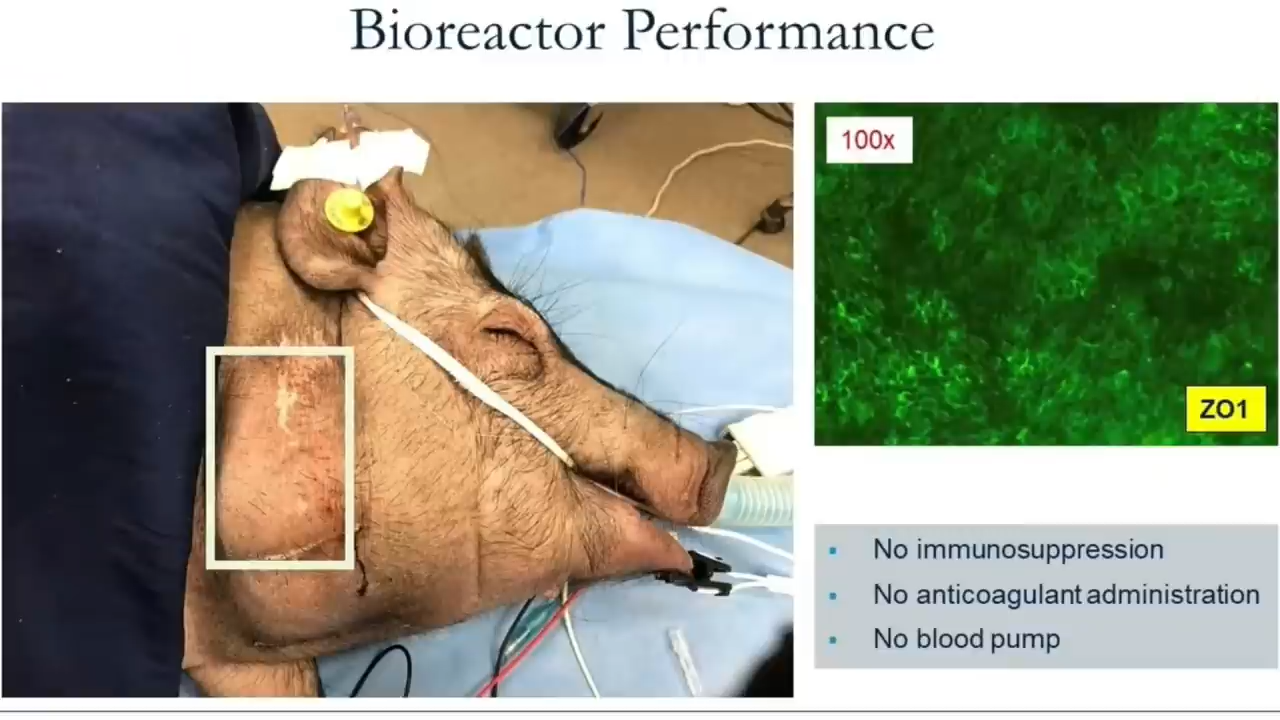 Bioreactor Performance
100x
ZO1
▪ No immunosuppression
▪ No anticoagulant administration
▪ No blood pump